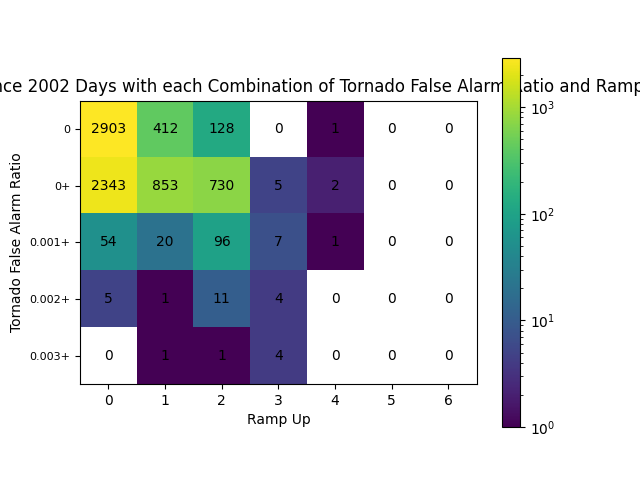 2002 Days with each Combination of Tornado False Alarm Ratio and Ramp
Tornado False Alarm Ratio
0 2903 412 128 0 1 0 0
0+ 2343 853 730 5 2 0 0
0.001+ 54 20 96 7 1 0 0
0.002+ 5 1 11 4 0 0 0
0.003+ 0 1 1 4 0 0 0
0 1 2 3 4 5 6
Ramp Up
10³
10²
10¹
10⁰